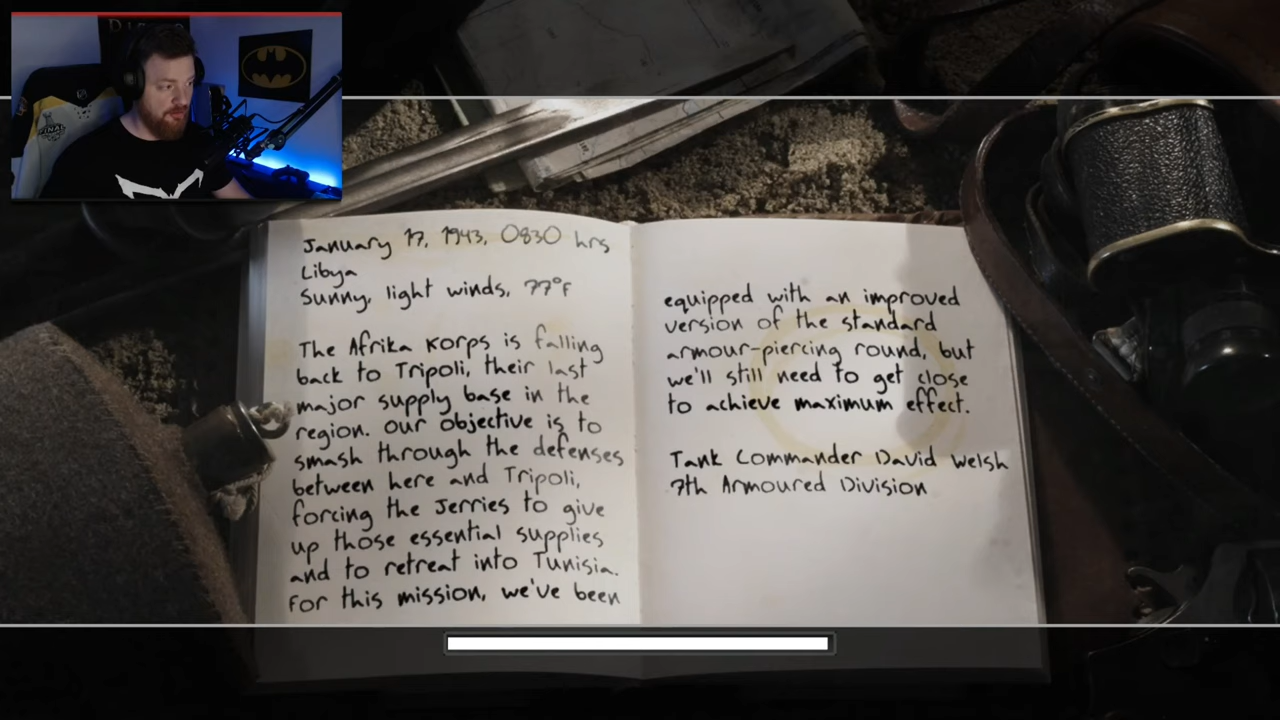 January 17, 1943, 0830 hrs
Libya
Sunny, light winds, 77°F
The Afrika Korps is falling
back to Tripoli, their last
major supply base in the
region. Our objective is to
smash through the defenses
between here and Tripoli,
forcing the Jerries to give
up those essential supplies
and to retreat into Tunisia.
For this mission, we've been
equipped with an improved
version of the standard
armour-piercing round, but
we'll still need to get close
to achieve maximum effect.
Tank Commander David Welsh
7th Armoured Division